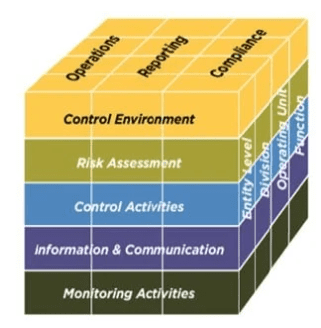 Operations
Reporting
Compliance
Control Environment
Risk Assessment
Control Activities
Information & Communication
Monitoring Activities
Entity Level
Division
Operating Unit
Function